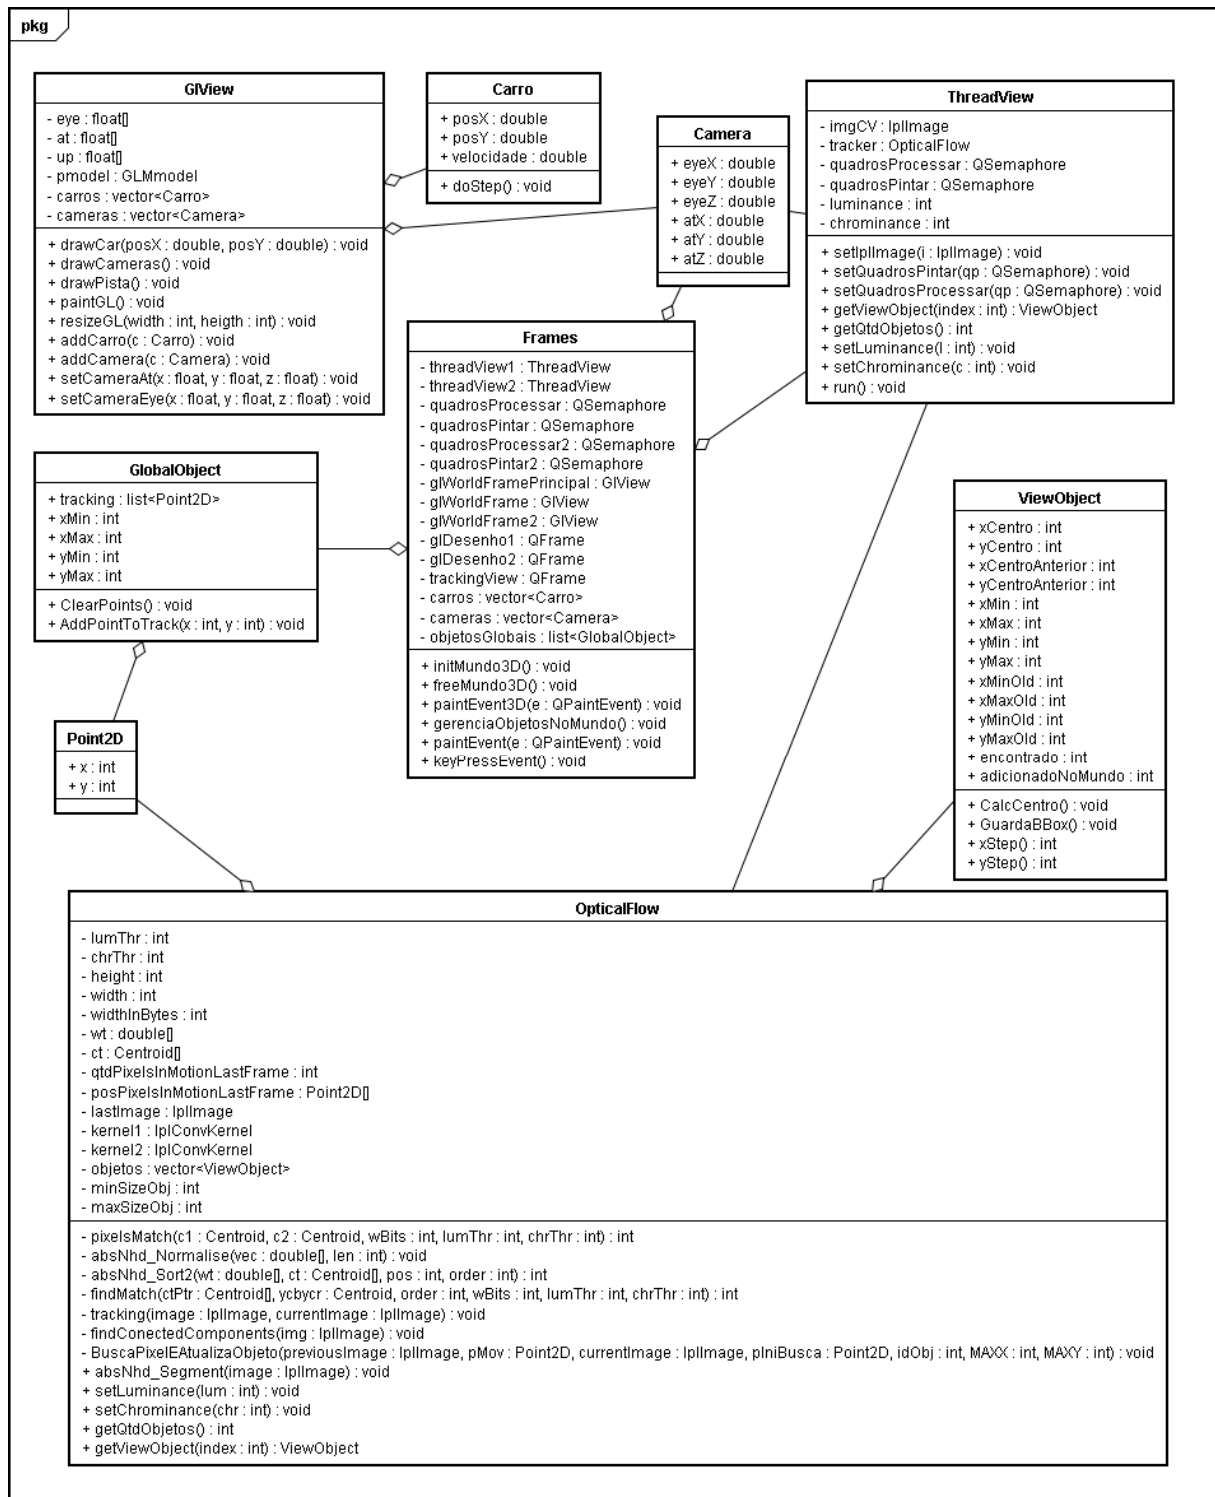 pkg
GlView
- eye : float[]
- at : float[]
- up : float[]
- pmodel : GLMmodel
- carros : vector<Carro>
- cameras : vector<Camera>
+ drawCar(posX : double, posY : double) : void
+ drawCameras() : void
+ drawPista() : void
+ paintGL() : void
+ resizeGL(width : int, heigth : int) : void
+ addCarro(c : Carro) : void
+ addCamera(c : Camera) : void
+ setCameraAt(x : float, y : float, z : float) : void
+ setCameraEye(x : float, y : float, z : float) : void
Carro
+ posX : double
+ posY : double
+ velocidade : double
+ doStep() : void
Camera
+ eyeX : double
+ eyeY : double
+ eyeZ : double
+ atX : double
+ atY : double
+ atZ : double
ThreadView
- imgCV : IplImage
- tracker : OpticalFlow
- quadrosProcessar : QSemaphore
- quadrosPintar : QSemaphore
- luminance : int
- chrominance : int
+ setIplImage(i : IplImage) : void
+ setQuadrosPintar(qp : QSemaphore) : void
+ setQuadrosProcessar(qp : QSemaphore) : void
+ getViewObject(index : int) : ViewObject
+ getQtdObjetos() : int
+ setLuminance(l : int) : void
+ setChrominance(c : int) : void
+ run() : void
Frames
- threadView1 : ThreadView
- threadView2 : ThreadView
- quadrosProcessar : QSemaphore
- quadrosPintar : QSemaphore
- quadrosProcessar2 : QSemaphore
- quadrosPintar2 : QSemaphore
- glWorldFramePrincipal : GlView
- glWorldFrame : GlView
- glWorldFrame2 : GlView
- glDesenho1 : QFrame
- glDesenho2 : QFrame
- trackingView : QFrame
- carros : vector<Carro>
- cameras : vector<Camera>
- objetosGlobais : list<GlobalObject>
+ initMundo3D() : void
+ freeMundo3D() : void
+ paintEvent3D(e : QPaintEvent) : void
+ gerenciaObjetosNoMundo() : void
+ paintEvent(e : QPaintEvent) : void
+ keyPressEvent() : void
GlobalObject
+ tracking : list<Point2D>
+ xMin : int
+ xMax : int
+ yMin : int
+ yMax : int
+ ClearPoints() : void
+ AddPointToTrack(x : int, y : int) : void
ViewObject
+ xCentro : int
+ yCentro : int
+ xCentroAnterior : int
+ yCentroAnterior : int
+ xMin : int
+ xMax : int
+ yMin : int
+ yMax : int
+ xMinOld : int
+ xMaxOld : int
+ yMinOld : int
+ yMaxOld : int
+ encontrado : int
+ adicionadoNoMundo : int
+ CalcCentro() : void
+ GuardaBBox() : void
+ xStep() : int
+ yStep() : int
Point2D
+ x : int
+ y : int
OpticalFlow
- lumThr : int
- chrThr : int
- height : int
- width : int
- widthInBytes : int
- wt : double[]
- ct : Centroid[]
- qtdPixelsInMotionLastFrame : int
- posPixelsInMotionLastFrame : Point2D[]
- lastImage : IplImage
- kernel1 : IplConvKernel
- kernel2 : IplConvKernel
- objetos : vector<ViewObject>
- minSizeObj : int
- maxSizeObj : int
- pixelsMatch(c1 : Centroid, c2 : Centroid, wBits : int, lumThr : int, chrThr : int) : int
- absNhd_Normalise(vec : double[], len : int) : void
- absNhd_Sort2(wt : double[], ct : Centroid[], pos : int, order : int) : int
- findMatch(ctPtr : Centroid[], ycbycr : Centroid, order : int, wBits : int, lumThr : int, chrThr : int) : int
- tracking(image : IplImage, currentImage : IplImage) : void
- findConectedComponents(img : IplImage) : void
- BuscaPixelEAtualizaObjeto(previousImage : IplImage, pMov : Point2D, currentImage : IplImage, pIniBusca : Point2D, idObj : int, MAXX : int, MAXY : int) : void
+ absNhd_Segment(image : IplImage) : void
+ setLuminance(lum : int) : void
+ setChrominance(chr : int) : void
+ getQtdObjetos() : int
+ getViewObject(index : int) : ViewObject